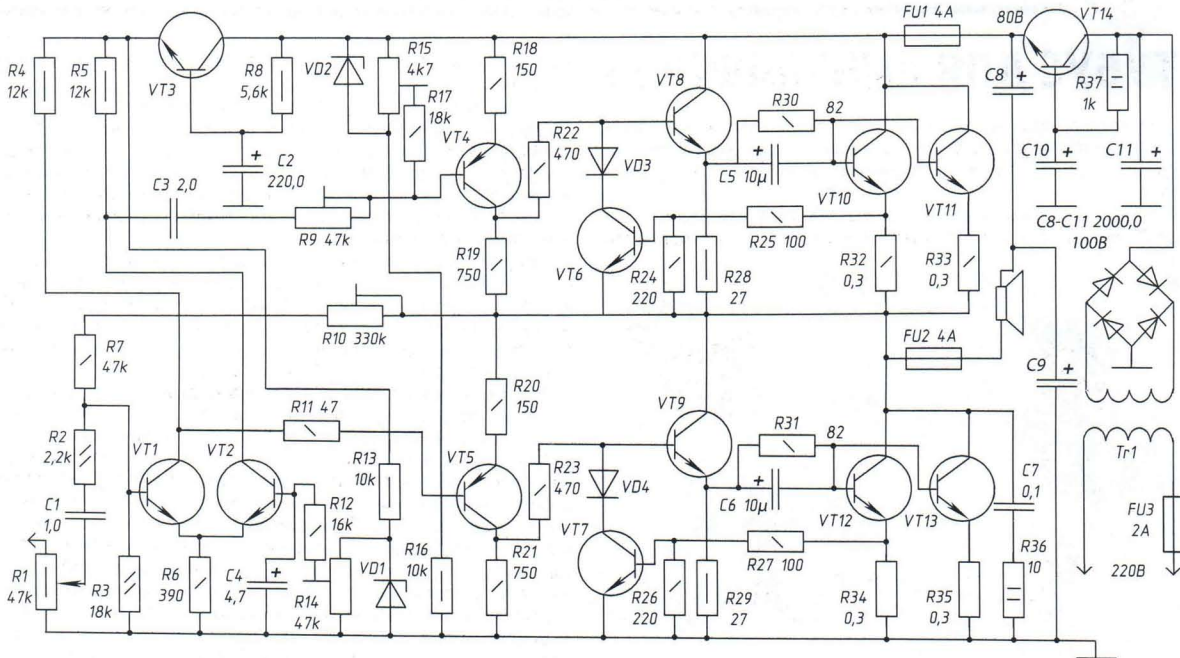 FU1 4A
80В
VT14
R4
12k
R5
12k
VT3
R8
5,6k
VD2
R15
4k7
R18
150
R17
18k
VT4
VT8
R30
82
C8
+
R37
1k
R22
470
VD3
C2
220,0
+
C3 2,0
C5 10µ
+
VT10
VT11
C10
+
C11
+
C8-C11 2000,0
100В
R9 47k
R19
750
VT6
R25 100
R24
220
R28
27
R32
0,3
R33
0,3
R10 330k
FU2 4A
R7
47k
C9
+
R20
150
R11 47
VT9
R31
82
R2
2,2k
VT1
VT2
R13
10k
VT5
R23
470
VD4
C6 10µ
+
VT12
VT13
C7
0,1
Tr1
C1
1,0
R12
16k
FU3
2A
VT7
R1
47k
R3
18k
R6
390
C4
4,7
+
R14
47k
VD1
R16
10k
R21
750
R27 100
R26
220
R29
27
R34
0,3
R35
0,3
R36
10
220В